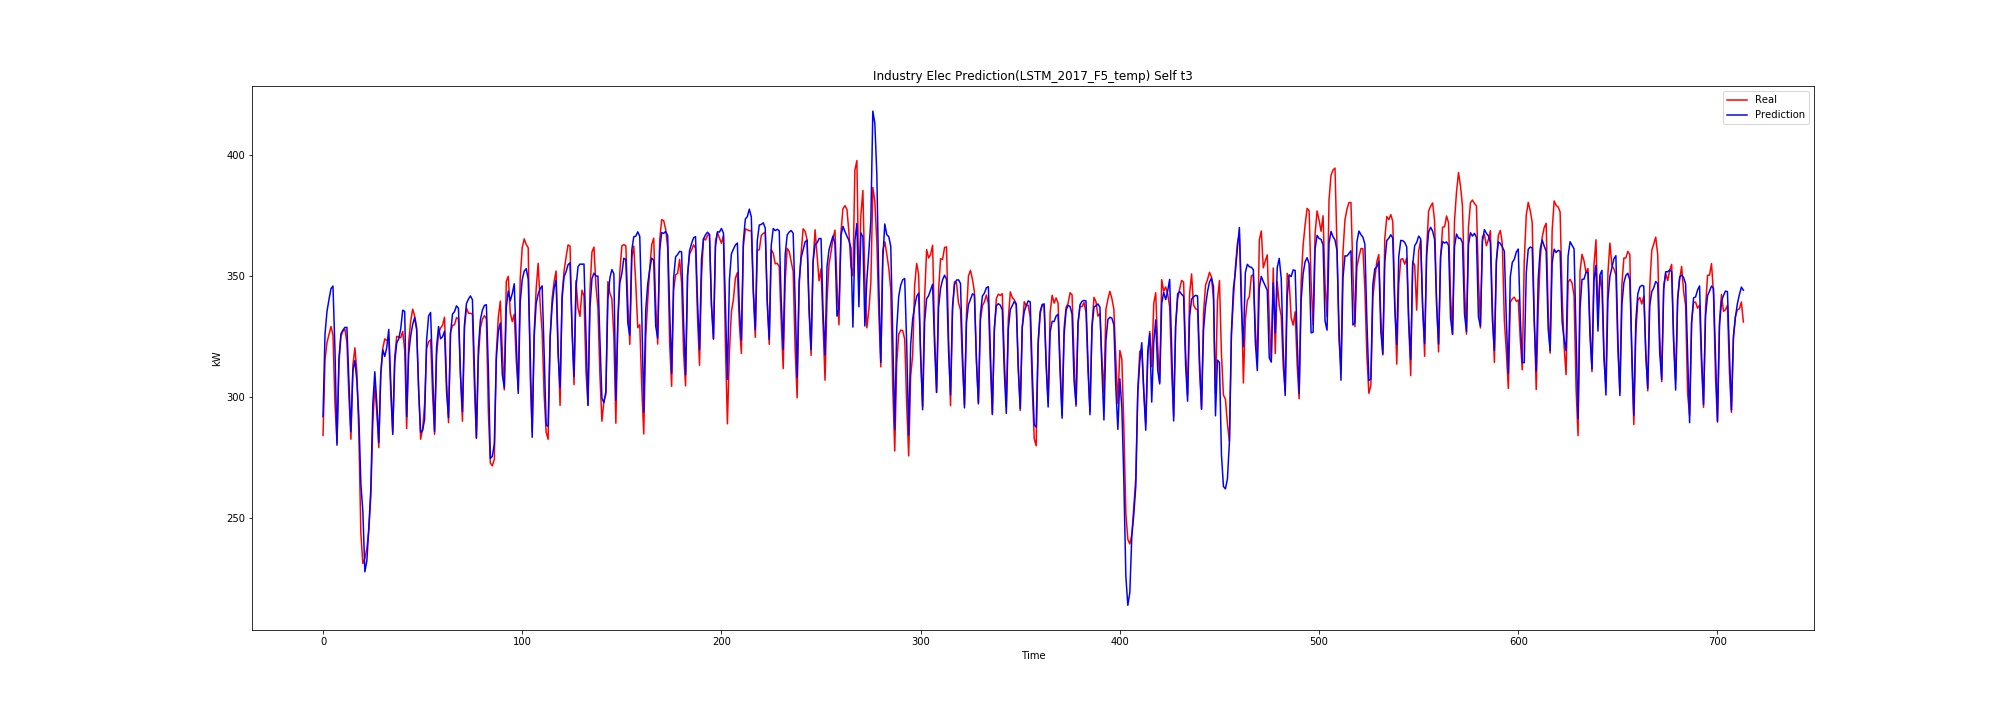 Industry Elec Prediction(LSTM_2017_F5_temp) Self t3
Real
Prediction
400
350
300
250
kW
0 100 200 300 400 500 600 700
Time